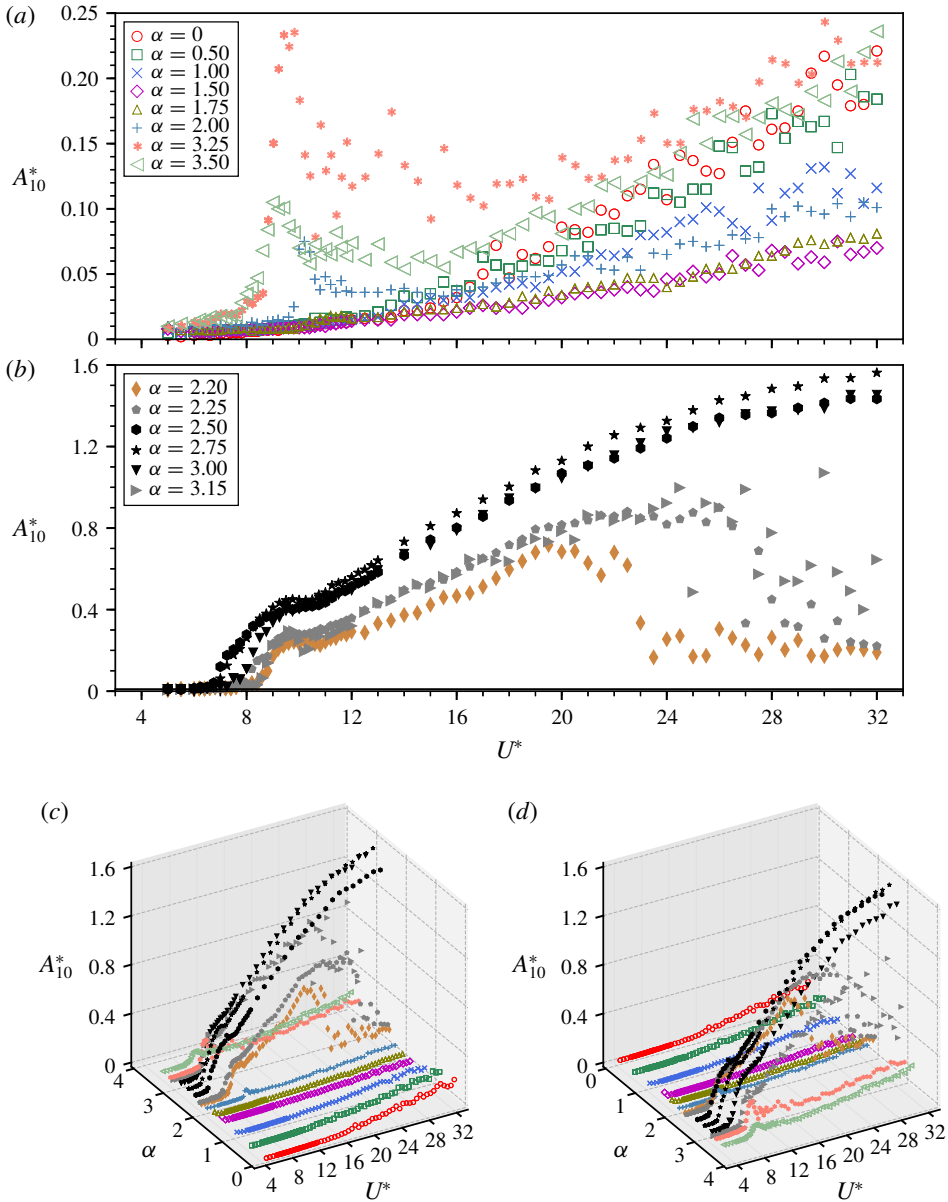 (a)
0.25
0.20
0.15
0.10
0.05
0
A*10
α = 0
α = 0.50
α = 1.00
α = 1.50
α = 1.75
α = 2.00
α = 3.25
α = 3.50
(b)
1.6
1.2
0.8
0.4
0
A*10
α = 2.20
α = 2.25
α = 2.50
α = 2.75
α = 3.00
α = 3.15
4 8 12 16 20 24 28 32
U*
(c)
1.6
1.2
0.8
0.4
0
A*10
4 3 2 1 0
α
4 8 12 16 20 24 28 32
U*
(d)
1.6
1.2
0.8
0.4
0
A*10
0 1 2 3 4
α
4 8 12 16 20 24 28 32
U*